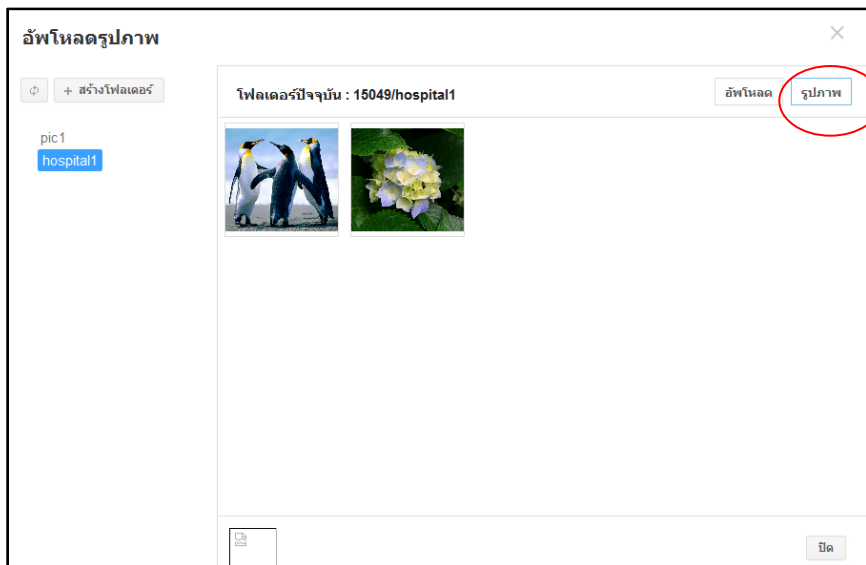 อัพโหลดรูปภาพ
+ สร้างโฟลเดอร์
โฟลเดอร์ปัจจุบัน : 15049/hospital1
อัพโหลด
รูปภาพ
pic1
hospital1
ปิด